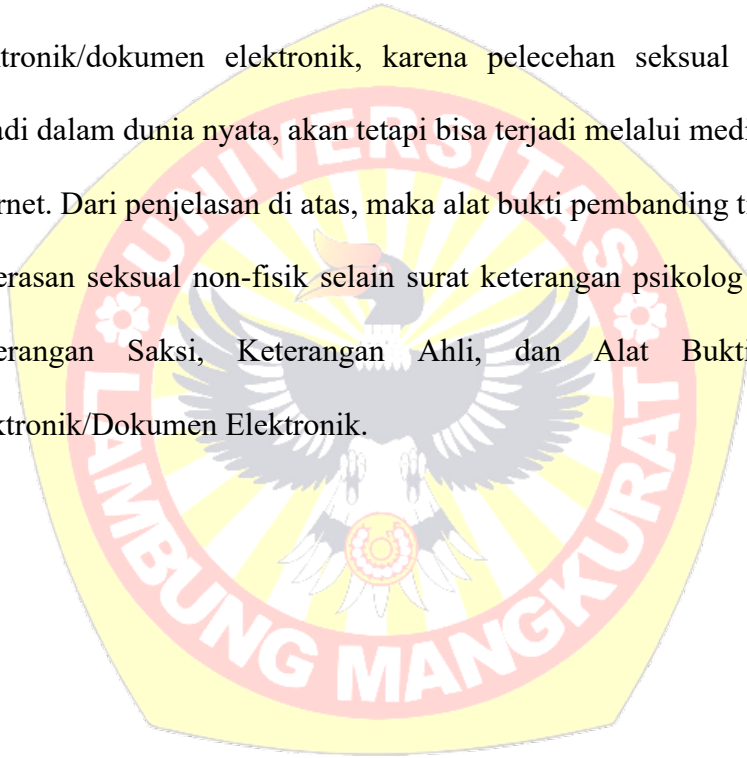 tronik/dokumen elektronik, karena pelecehan seksual
adi dalam dunia nyata, akan tetapi bisa terjadi melalui medi
rnet. Dari penjelasan di atas, maka alat bukti pembanding t
erasan seksual non-fisik selain surat keterangan psikolog
erangan Saksi, Keterangan Ahli, dan Alat Bukti
ktronik/Dokumen Elektronik.
UNIVERSITAS
LAMBUNG MANGKURAT